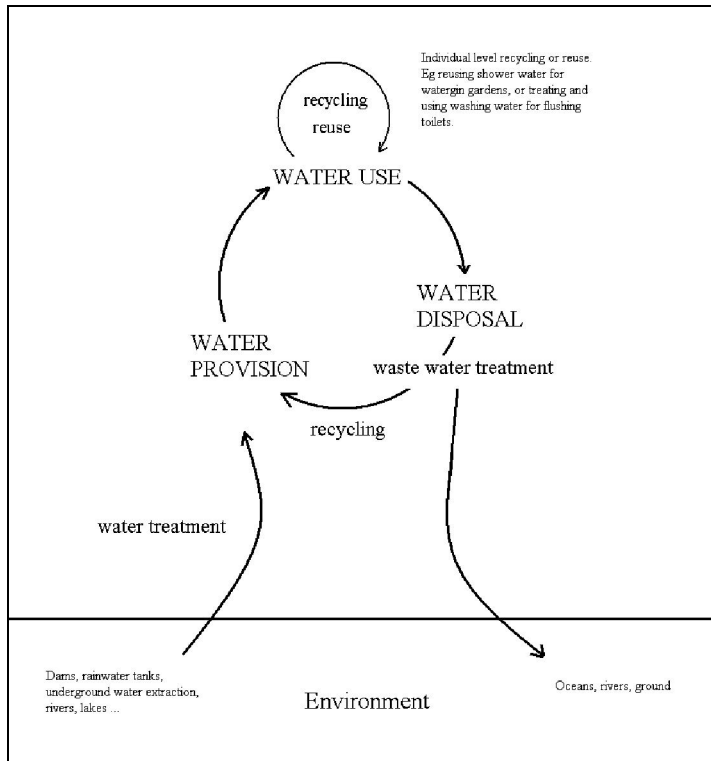 Individual level recycling or reuse.
Eg reusing shower water for
watergin gardens, or treating and
using washing water for flushing
toilets.
recycling
reuse
WATER USE
WATER
DISPOSAL
WATER
PROVISION
waste water treatment
recycling
water treatment
Dams, rainwater tanks,
underground water extraction,
rivers, lakes ...
Environment
Oceans, rivers, ground